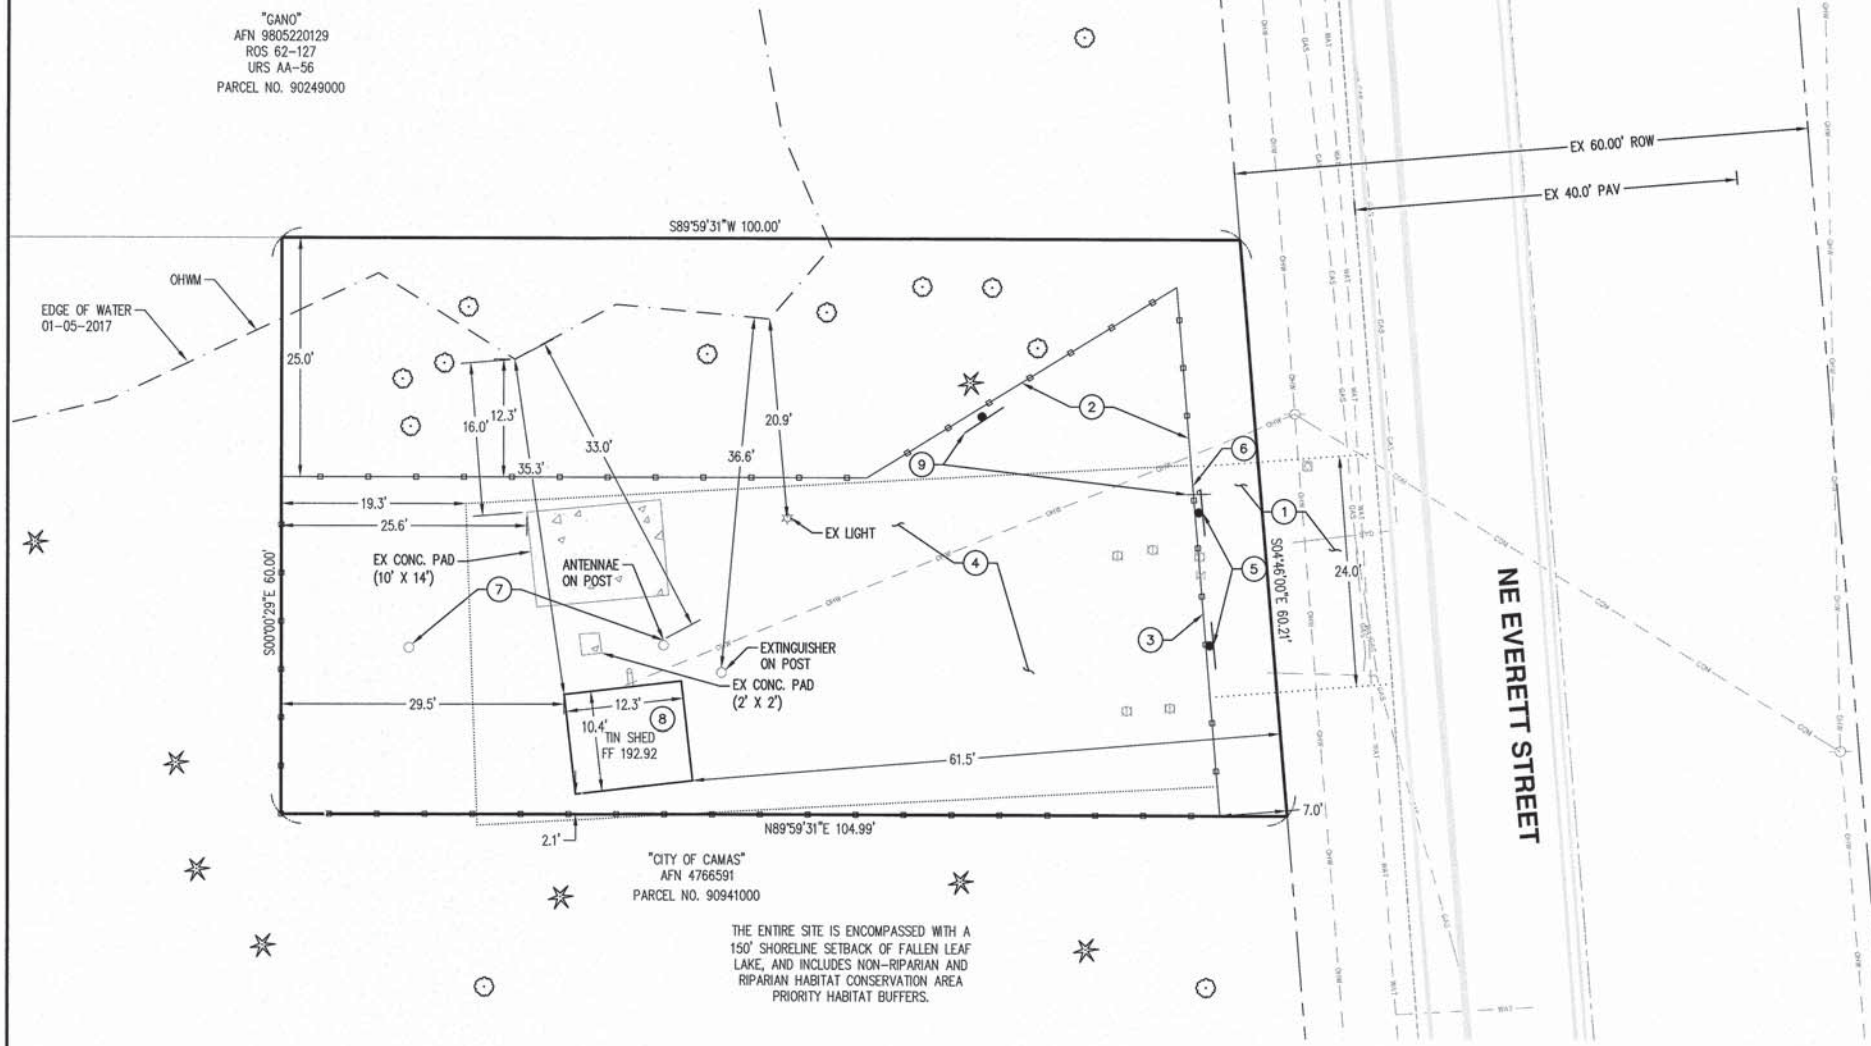 "GANO"
AFN 9805220129
ROS 62-127
URS AA-56
PARCEL NO. 90249000
EX 60.00' ROW
EX 40.0' PAV
S89°59'31"W 100.00'
OHWM
EDGE OF WATER
01-05-2017
25.0'
16.0'
12.3'
33.0'
20.9'
36.6'
35.3'
2
9
6
19.3'
25.6'
EX CONC. PAD
(10' X 14')
ANTENNAE
ON POST
EX LIGHT
7
4
1
5
3
24.0'
S00°00'29"E 60.00'
S04°46'00"E 60.21'
EXTINGUISHER
ON POST
EX CONC. PAD
(2' X 2')
29.5'
12.3'
8
10.4'
TIN SHED
FF 192.92
61.5'
7.0'
2.1'
N89°59'31"E 104.99'
NE EVERETT STREET
"CITY OF CAMAS"
AFN 4766591
PARCEL NO. 90941000
THE ENTIRE SITE IS ENCOMPASSED WITH A
150' SHORELINE SETBACK OF FALLEN LEAF
LAKE, AND INCLUDES NON-RIPARIAN AND
RIPARIAN HABITAT CONSERVATION AREA
PRIORITY HABITAT BUFFERS.
OHW
GAS
WAT
COM